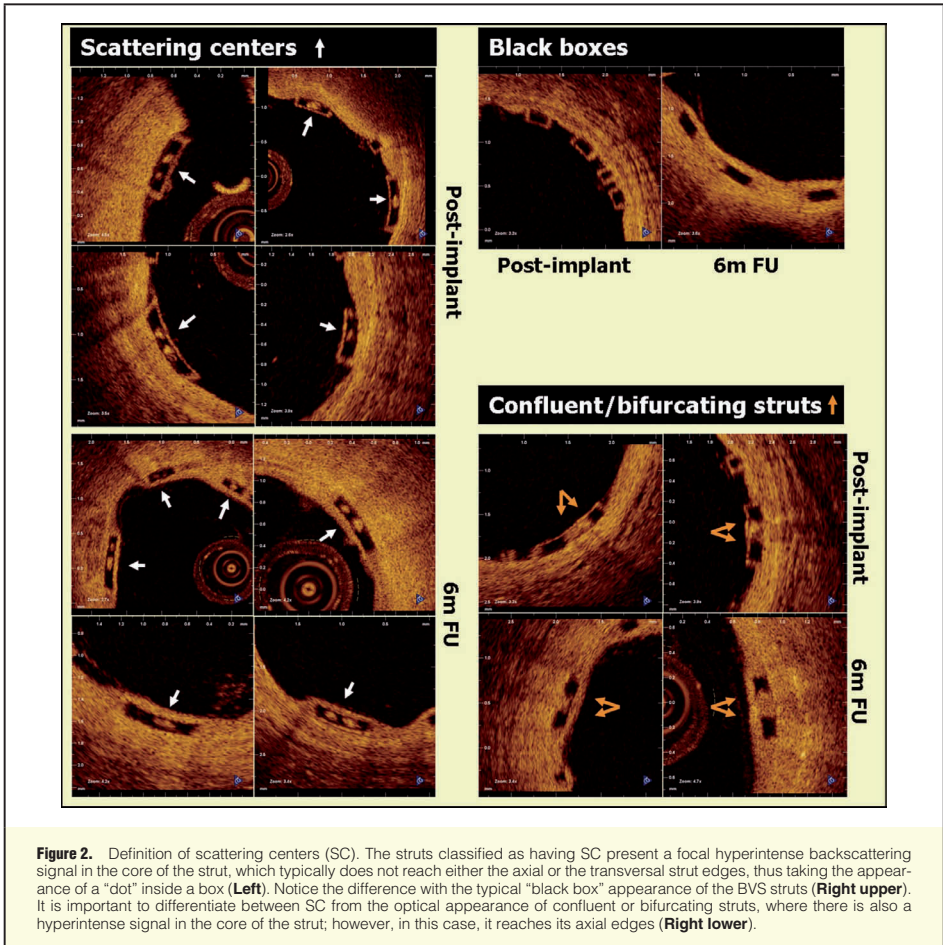 Scattering centers ↑
Post-implant
6m FU
Black boxes
Post-implant
6m FU
Confluent/bifurcating struts ↑
Post-implant
6m FU
Figure 2. Definition of scattering centers (SC). The struts classified as having SC present a focal hyperintense backscattering
signal in the core of the strut, which typically does not reach either the axial or the transversal strut edges, thus taking the appear-
ance of a “dot” inside a box (Left). Notice the difference with the typical “black box” appearance of the BVS struts (Right upper).
It is important to differentiate between SC from the optical appearance of confluent or bifurcating struts, where there is also a
hyperintense signal in the core of the strut; however, in this case, it reaches its axial edges (Right lower).